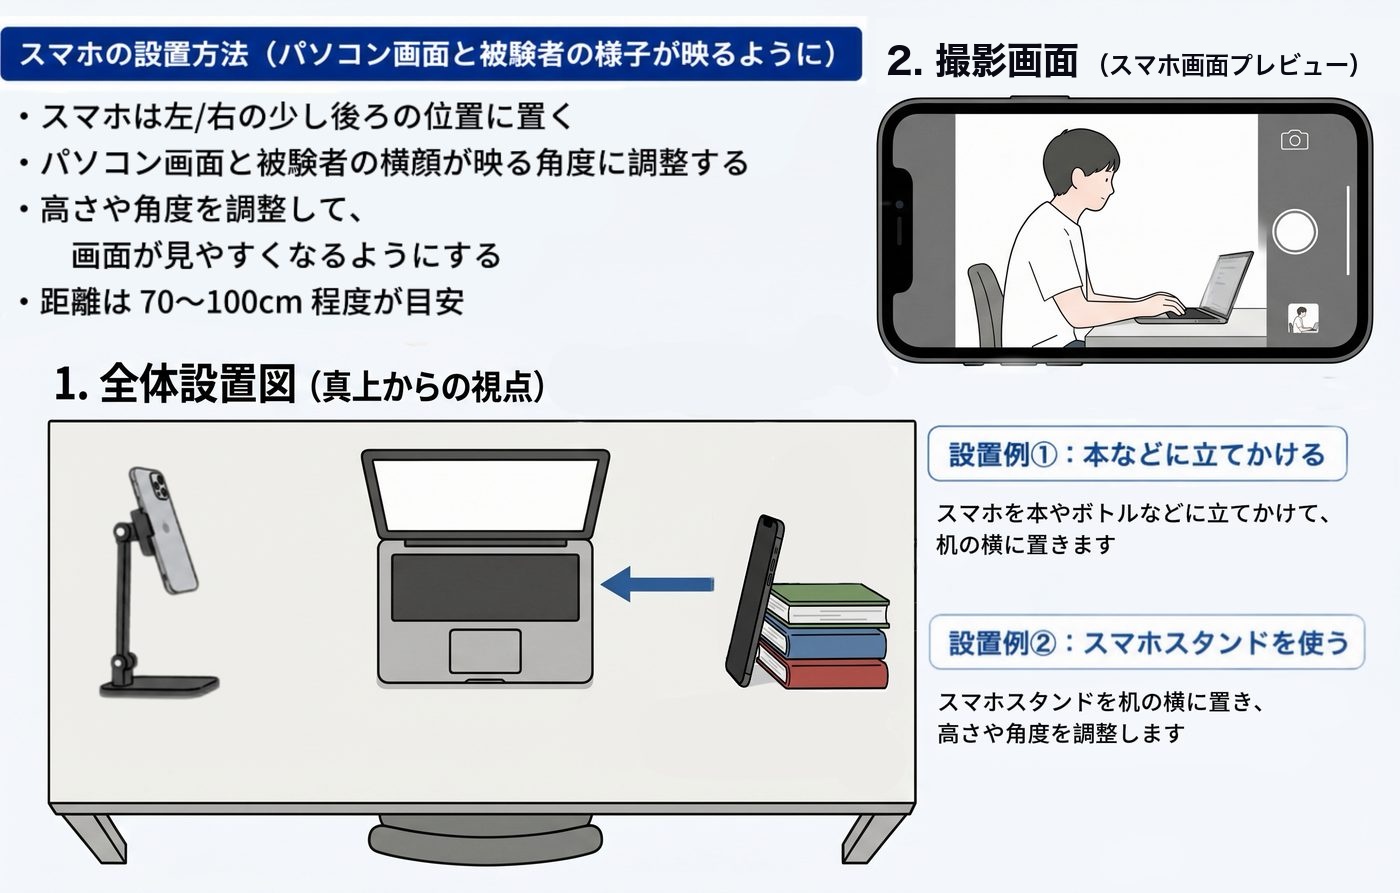 スマホの設置方法（パソコン画面と被験者の様子が映るように）
・スマホは左/右の少し後ろの位置に置く
・パソコン画面と被験者の横顔が映る角度に調整する
・高さや角度を調整して、
画面が見やすくなるようにする
・距離は 70～100cm 程度が目安
2. 撮影画面（スマホ画面プレビュー）
1. 全体設置図（真上からの視点）
設置例①：本などに立てかける
スマホを本やボトルなどに立てかけて、
机の横に置きます
設置例②：スマホスタンドを使う
スマホスタンドを机の横に置き、
高さや角度を調整します